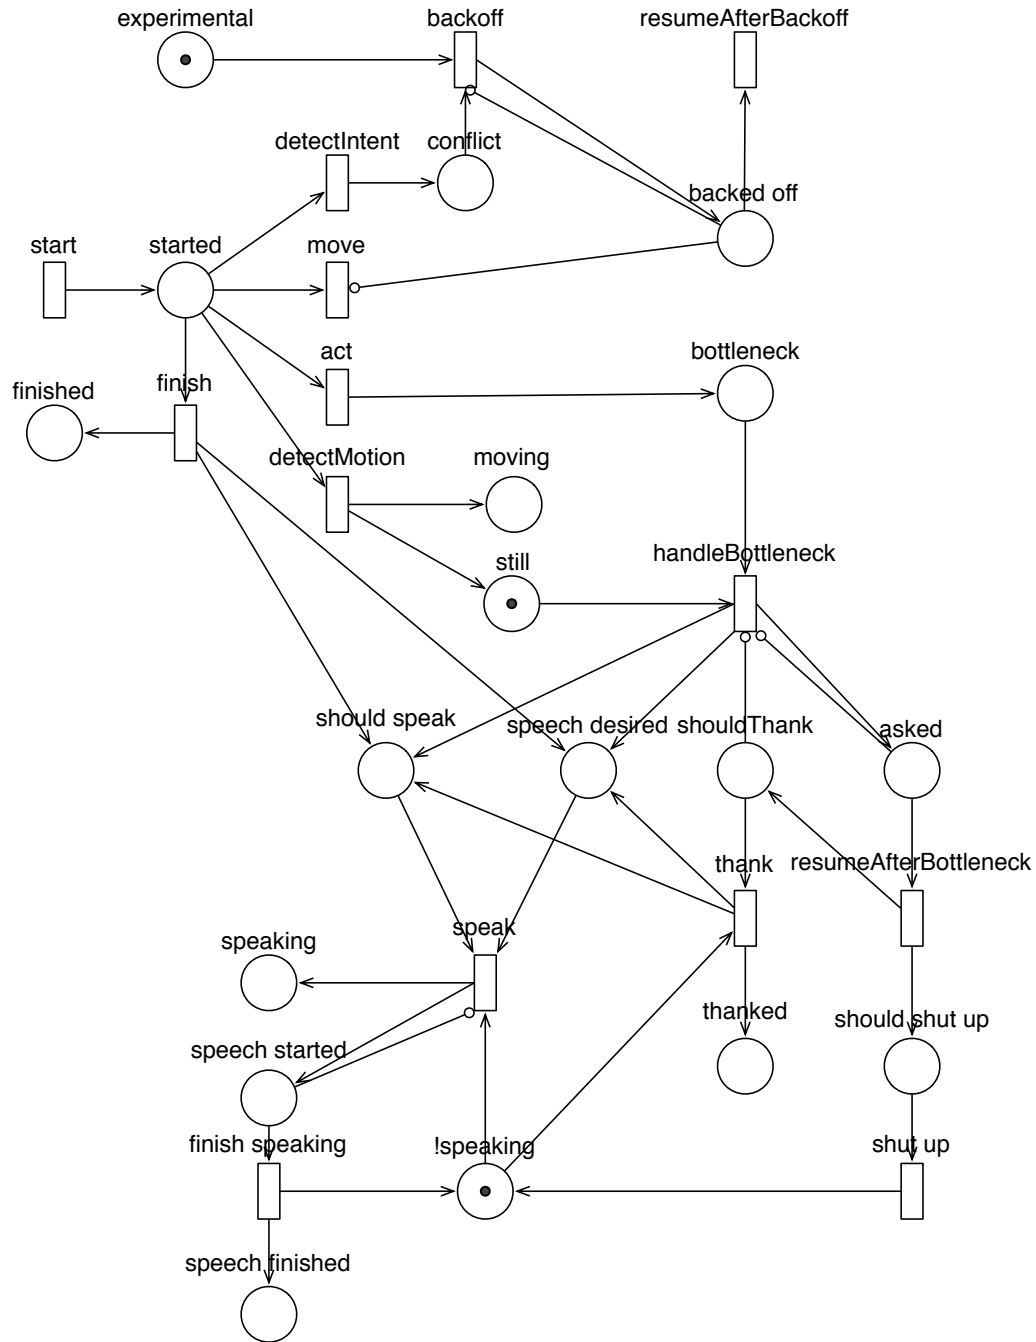 experimental
backoff
resumeAfterBackoff
detectIntent
conflict
backed off
start
started
move
act
bottleneck
finished
finish
detectMotion
moving
handleBottleneck
still
should speak
speech desired
shouldThank
asked
thank
resumeAfterBottleneck
speak
speaking
thanked
should shut up
speech started
finish speaking
!speaking
shut up
speech finished